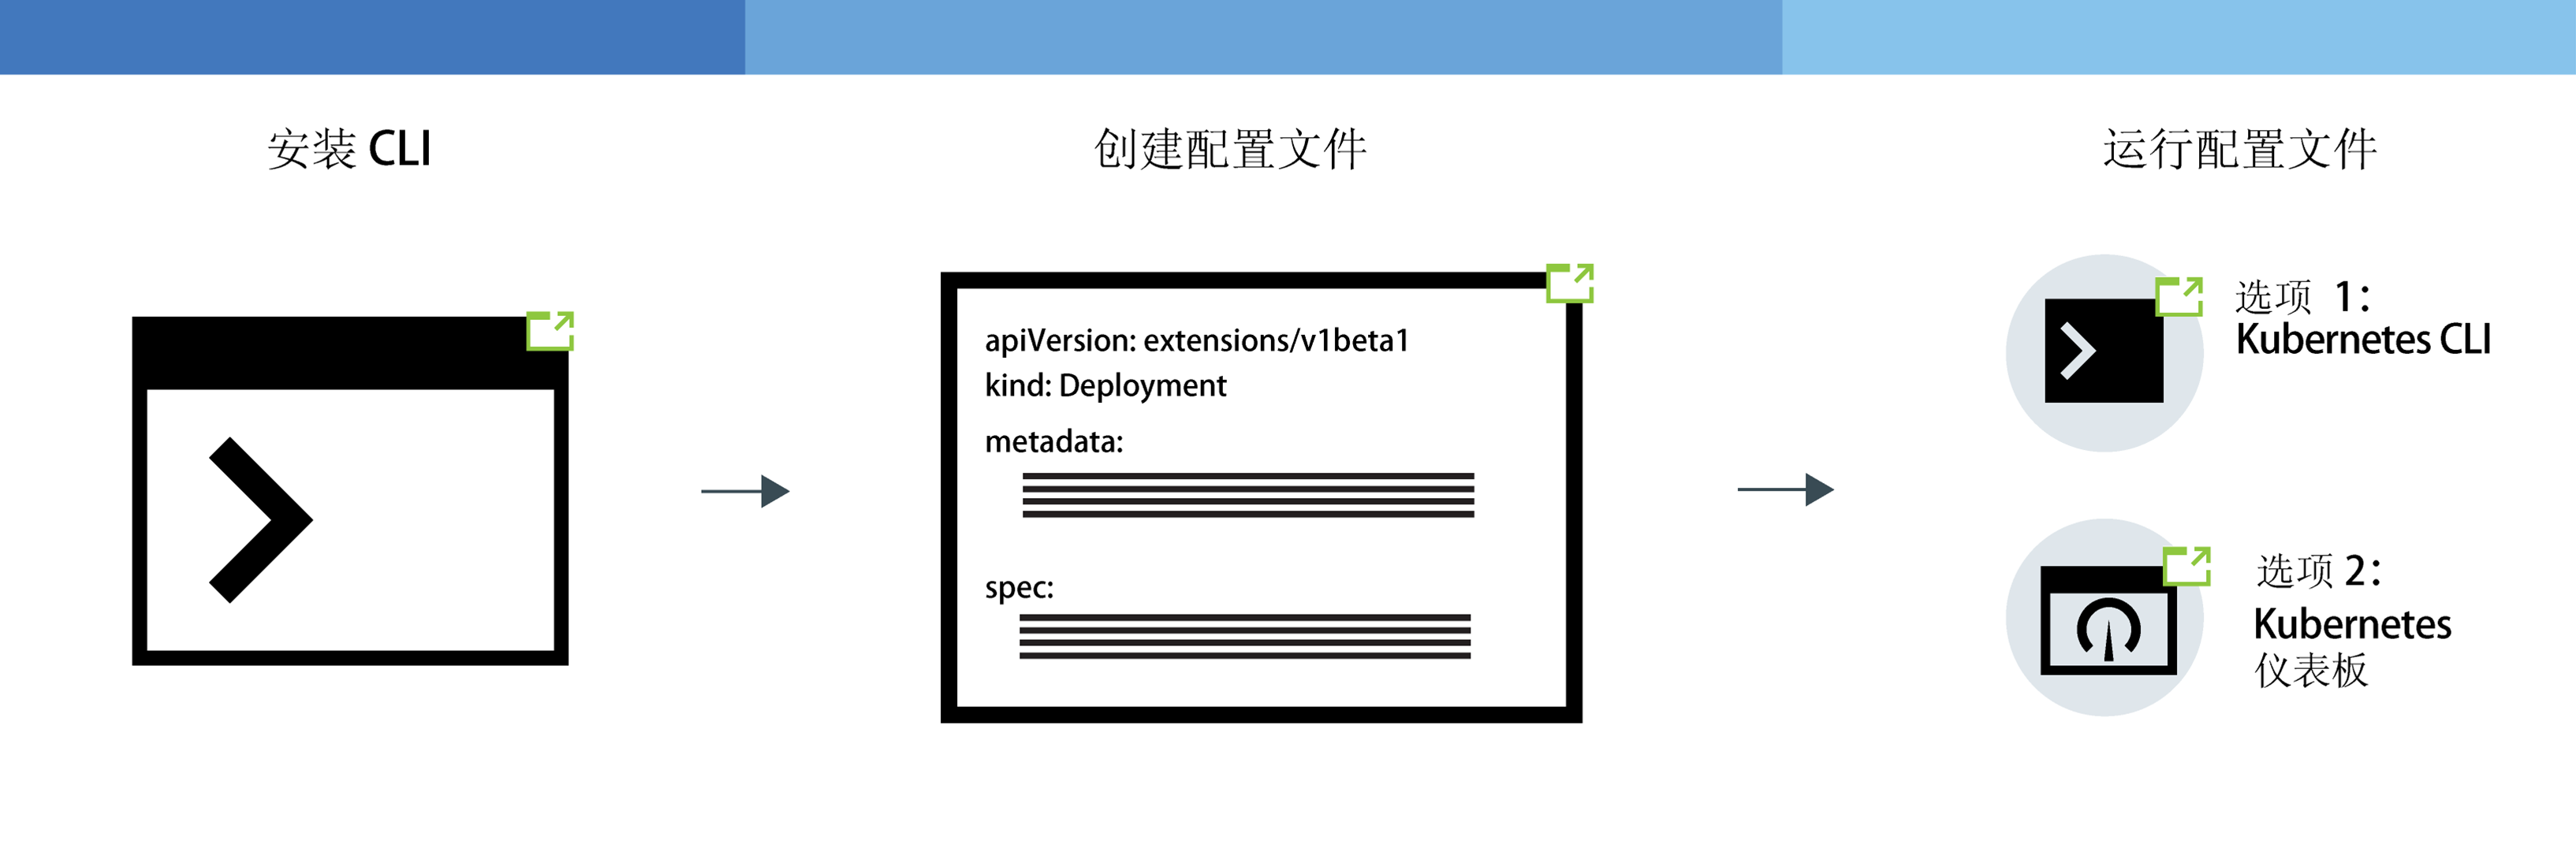 安装 CLI
创建配置文件
运行配置文件
apiVersion: extensions/v1beta1
kind: Deployment
metadata:
spec:
选项 1:
Kubernetes CLI
选项 2:
Kubernetes
仪表板